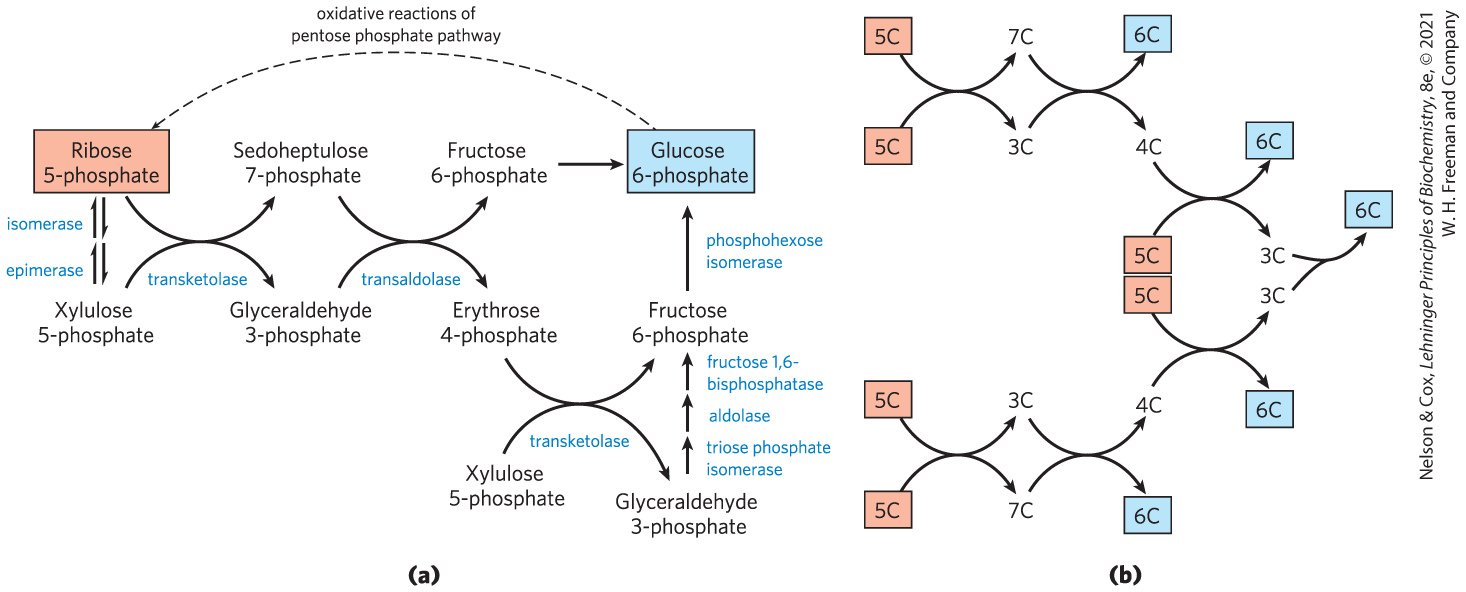 oxidative reactions of
pentose phosphate pathway
Ribose
5-phosphate
Sedoheptulose
7-phosphate
Fructose
6-phosphate
Glucose
6-phosphate
isomerase
epimerase
transketolase
transaldolase
phosphohexose
isomerase
Xylulose
5-phosphate
Glyceraldehyde
3-phosphate
Erythrose
4-phosphate
Fructose
6-phosphate
fructose 1,6-
bisphosphatase
aldolase
triose phosphate
isomerase
transketolase
Xylulose
5-phosphate
Glyceraldehyde
3-phosphate
(a)
5C
7C
6C
5C
3C
4C
6C
6C
5C
3C
5C
3C
5C
3C
4C
6C
5C
7C
6C
(b)
Nelson & Cox, Lehninger Principles of Biochemistry, 8e, © 2021
W. H. Freeman and Company